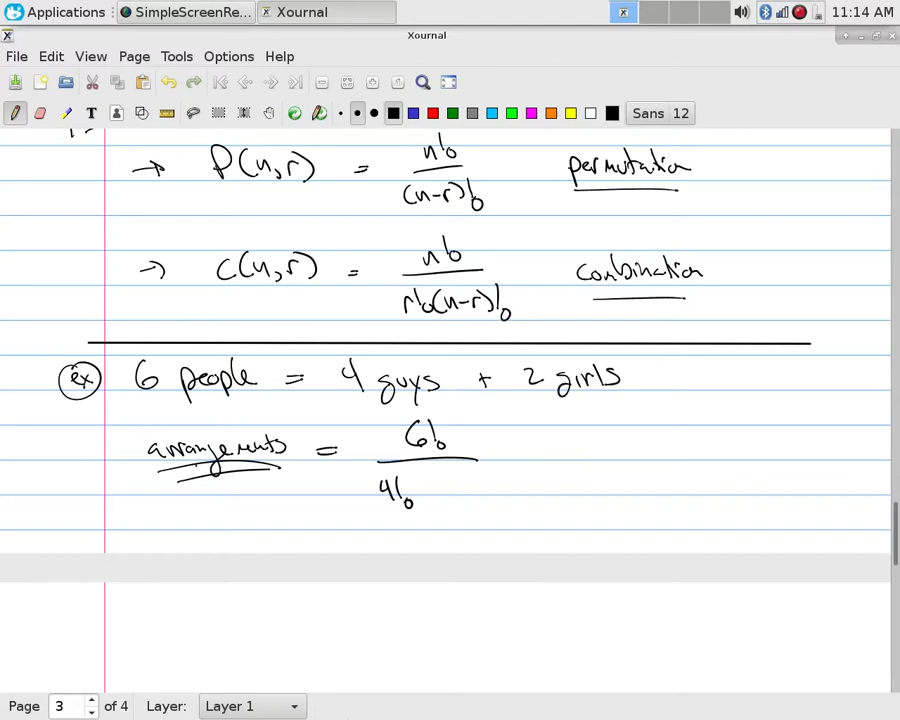 Applications SimpleScreenRe... Xournal 11:14 AM
Xournal
File Edit View Page Tools Options Help
Sans 12
→ P(n,r) = n! / (n-r)! permutation
→ C(n,r) = n! / r!(n-r)! combination
ex 6 people = 4 guys + 2 girls
arrangements = 6! / 4!
Page 3 of 4 Layer: Layer 1